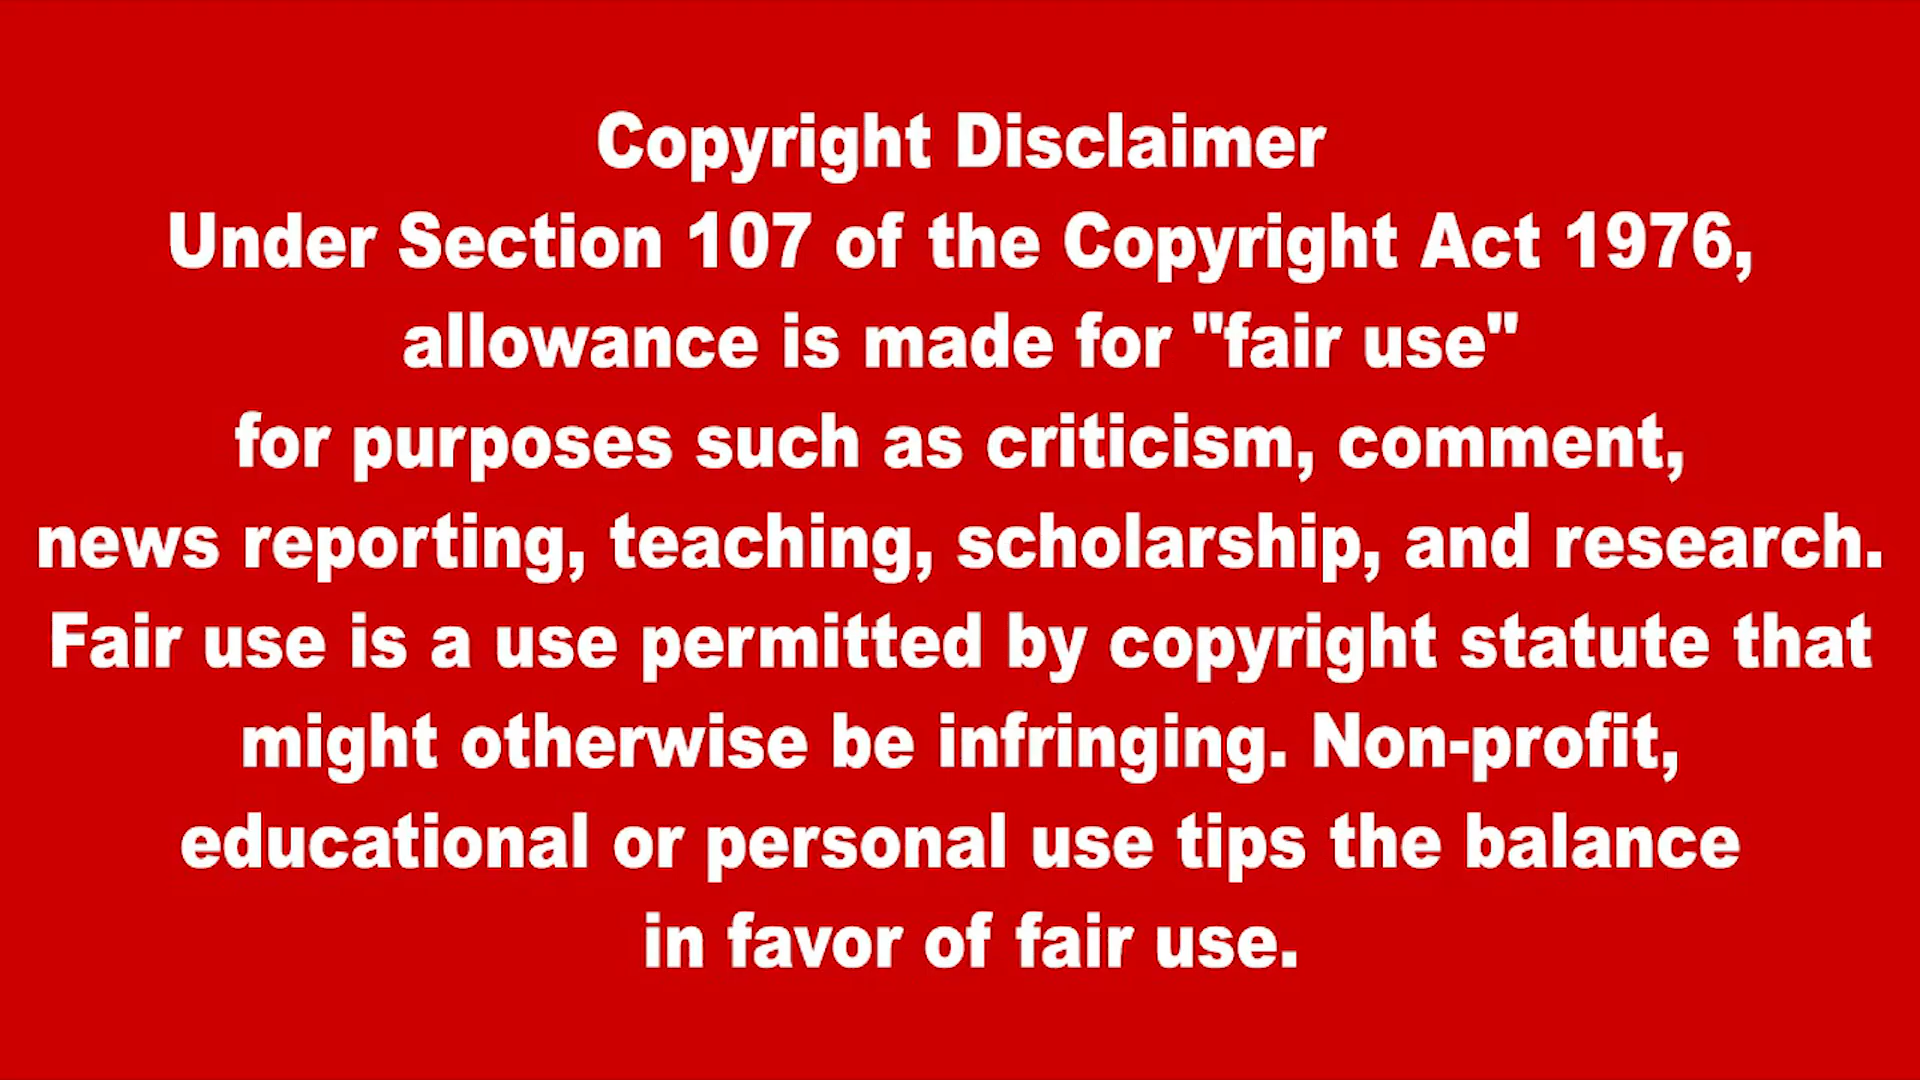 Copyright Disclaimer
Under Section 107 of the Copyright Act 1976,
allowance is made for "fair use"
for purposes such as criticism, comment,
news reporting, teaching, scholarship, and research.
Fair use is a use permitted by copyright statute that
might otherwise be infringing. Non-profit,
educational or personal use tips the balance
in favor of fair use.